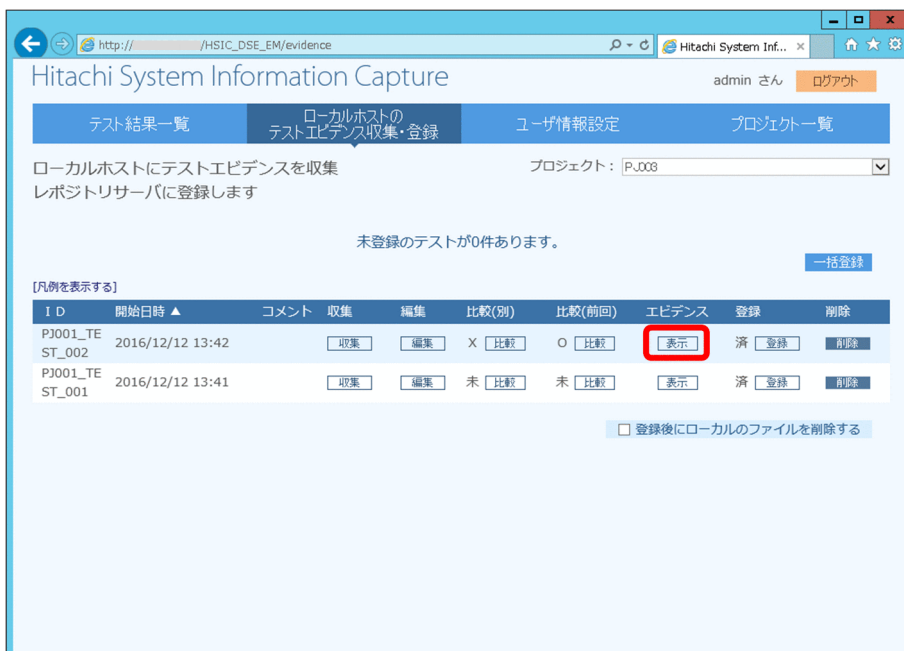 http://　　　/HSIC_DSE_EM/evidence
Hitachi System Inf...
Hitachi System Information Capture
admin さん ログアウト
テスト結果一覧
ローカルホストの
テストエビデンス収集・登録
ユーザ情報設定
プロジェクト一覧
ローカルホストにテストエビデンスを収集
レポジトリサーバに登録します
プロジェクト： PJ003
未登録のテストが0件あります。
一括登録
[凡例を表示する]
ＩＤ 開始日時 ▲ コメント 収集 編集 比較(別) 比較(前回) エビデンス 登録 削除
PJ001_TE
ST_002 2016/12/12 13:42 収集 編集 X 比較 O 比較 表示 済 登録 削除
PJ001_TE
ST_001 2016/12/12 13:41 収集 編集 未 比較 未 比較 表示 済 登録 削除
登録後にローカルのファイルを削除する